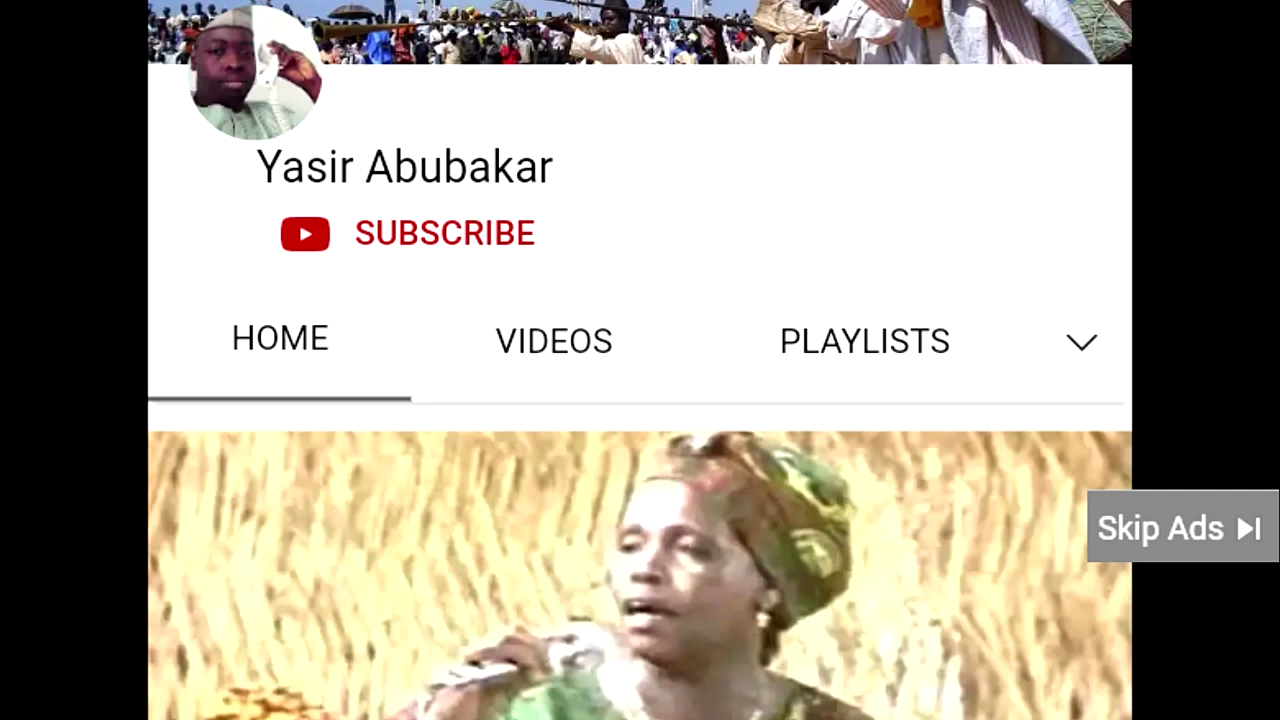 Yasir Abubakar
SUBSCRIBE
HOME
VIDEOS
PLAYLISTS
Skip Ads